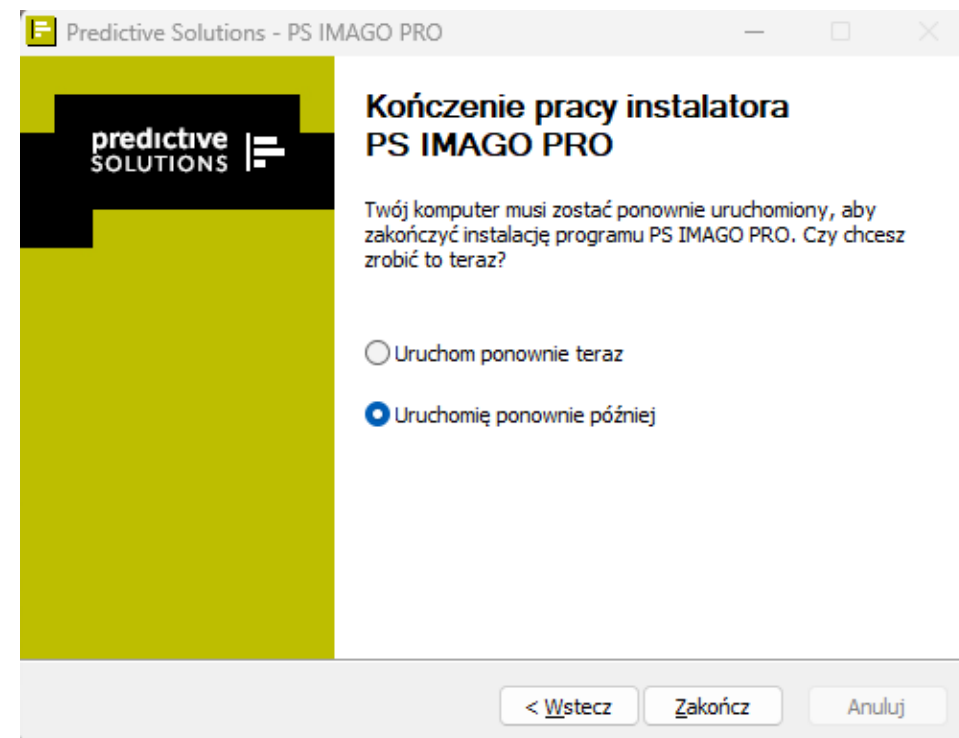 Predictive Solutions - PS IMAGO PRO
predictive
SOLUTIONS
Kończenie pracy instalatora
PS IMAGO PRO
Twój komputer musi zostać ponownie uruchomiony, aby
zakończyć instalację programu PS IMAGO PRO. Czy chcesz
zrobić to teraz?
Uruchom ponownie teraz
Uruchomię ponownie później
< Wstecz
Zakończ
Anuluj